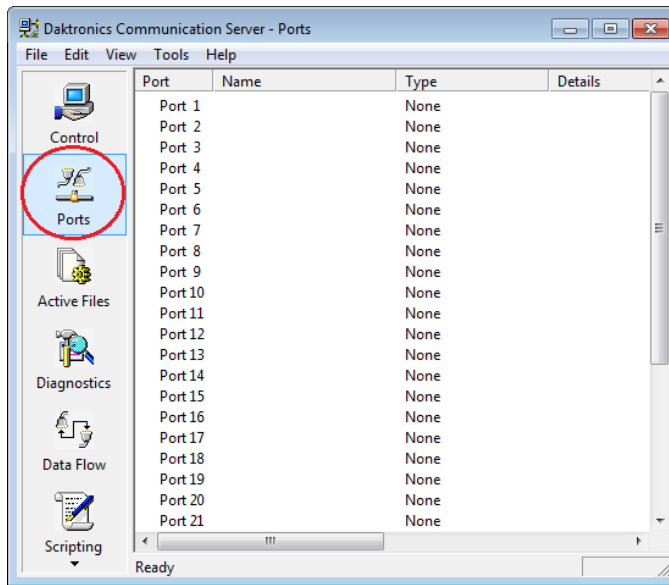 Daktronics Communication Server - Ports
File Edit View Tools Help
Port Name Type Details
Control
Ports
Active Files
Diagnostics
Data Flow
Scripting
Port 1 None
Port 2 None
Port 3 None
Port 4 None
Port 5 None
Port 6 None
Port 7 None
Port 8 None
Port 9 None
Port 10 None
Port 11 None
Port 12 None
Port 13 None
Port 14 None
Port 15 None
Port 16 None
Port 17 None
Port 18 None
Port 19 None
Port 20 None
Port 21 None
Ready